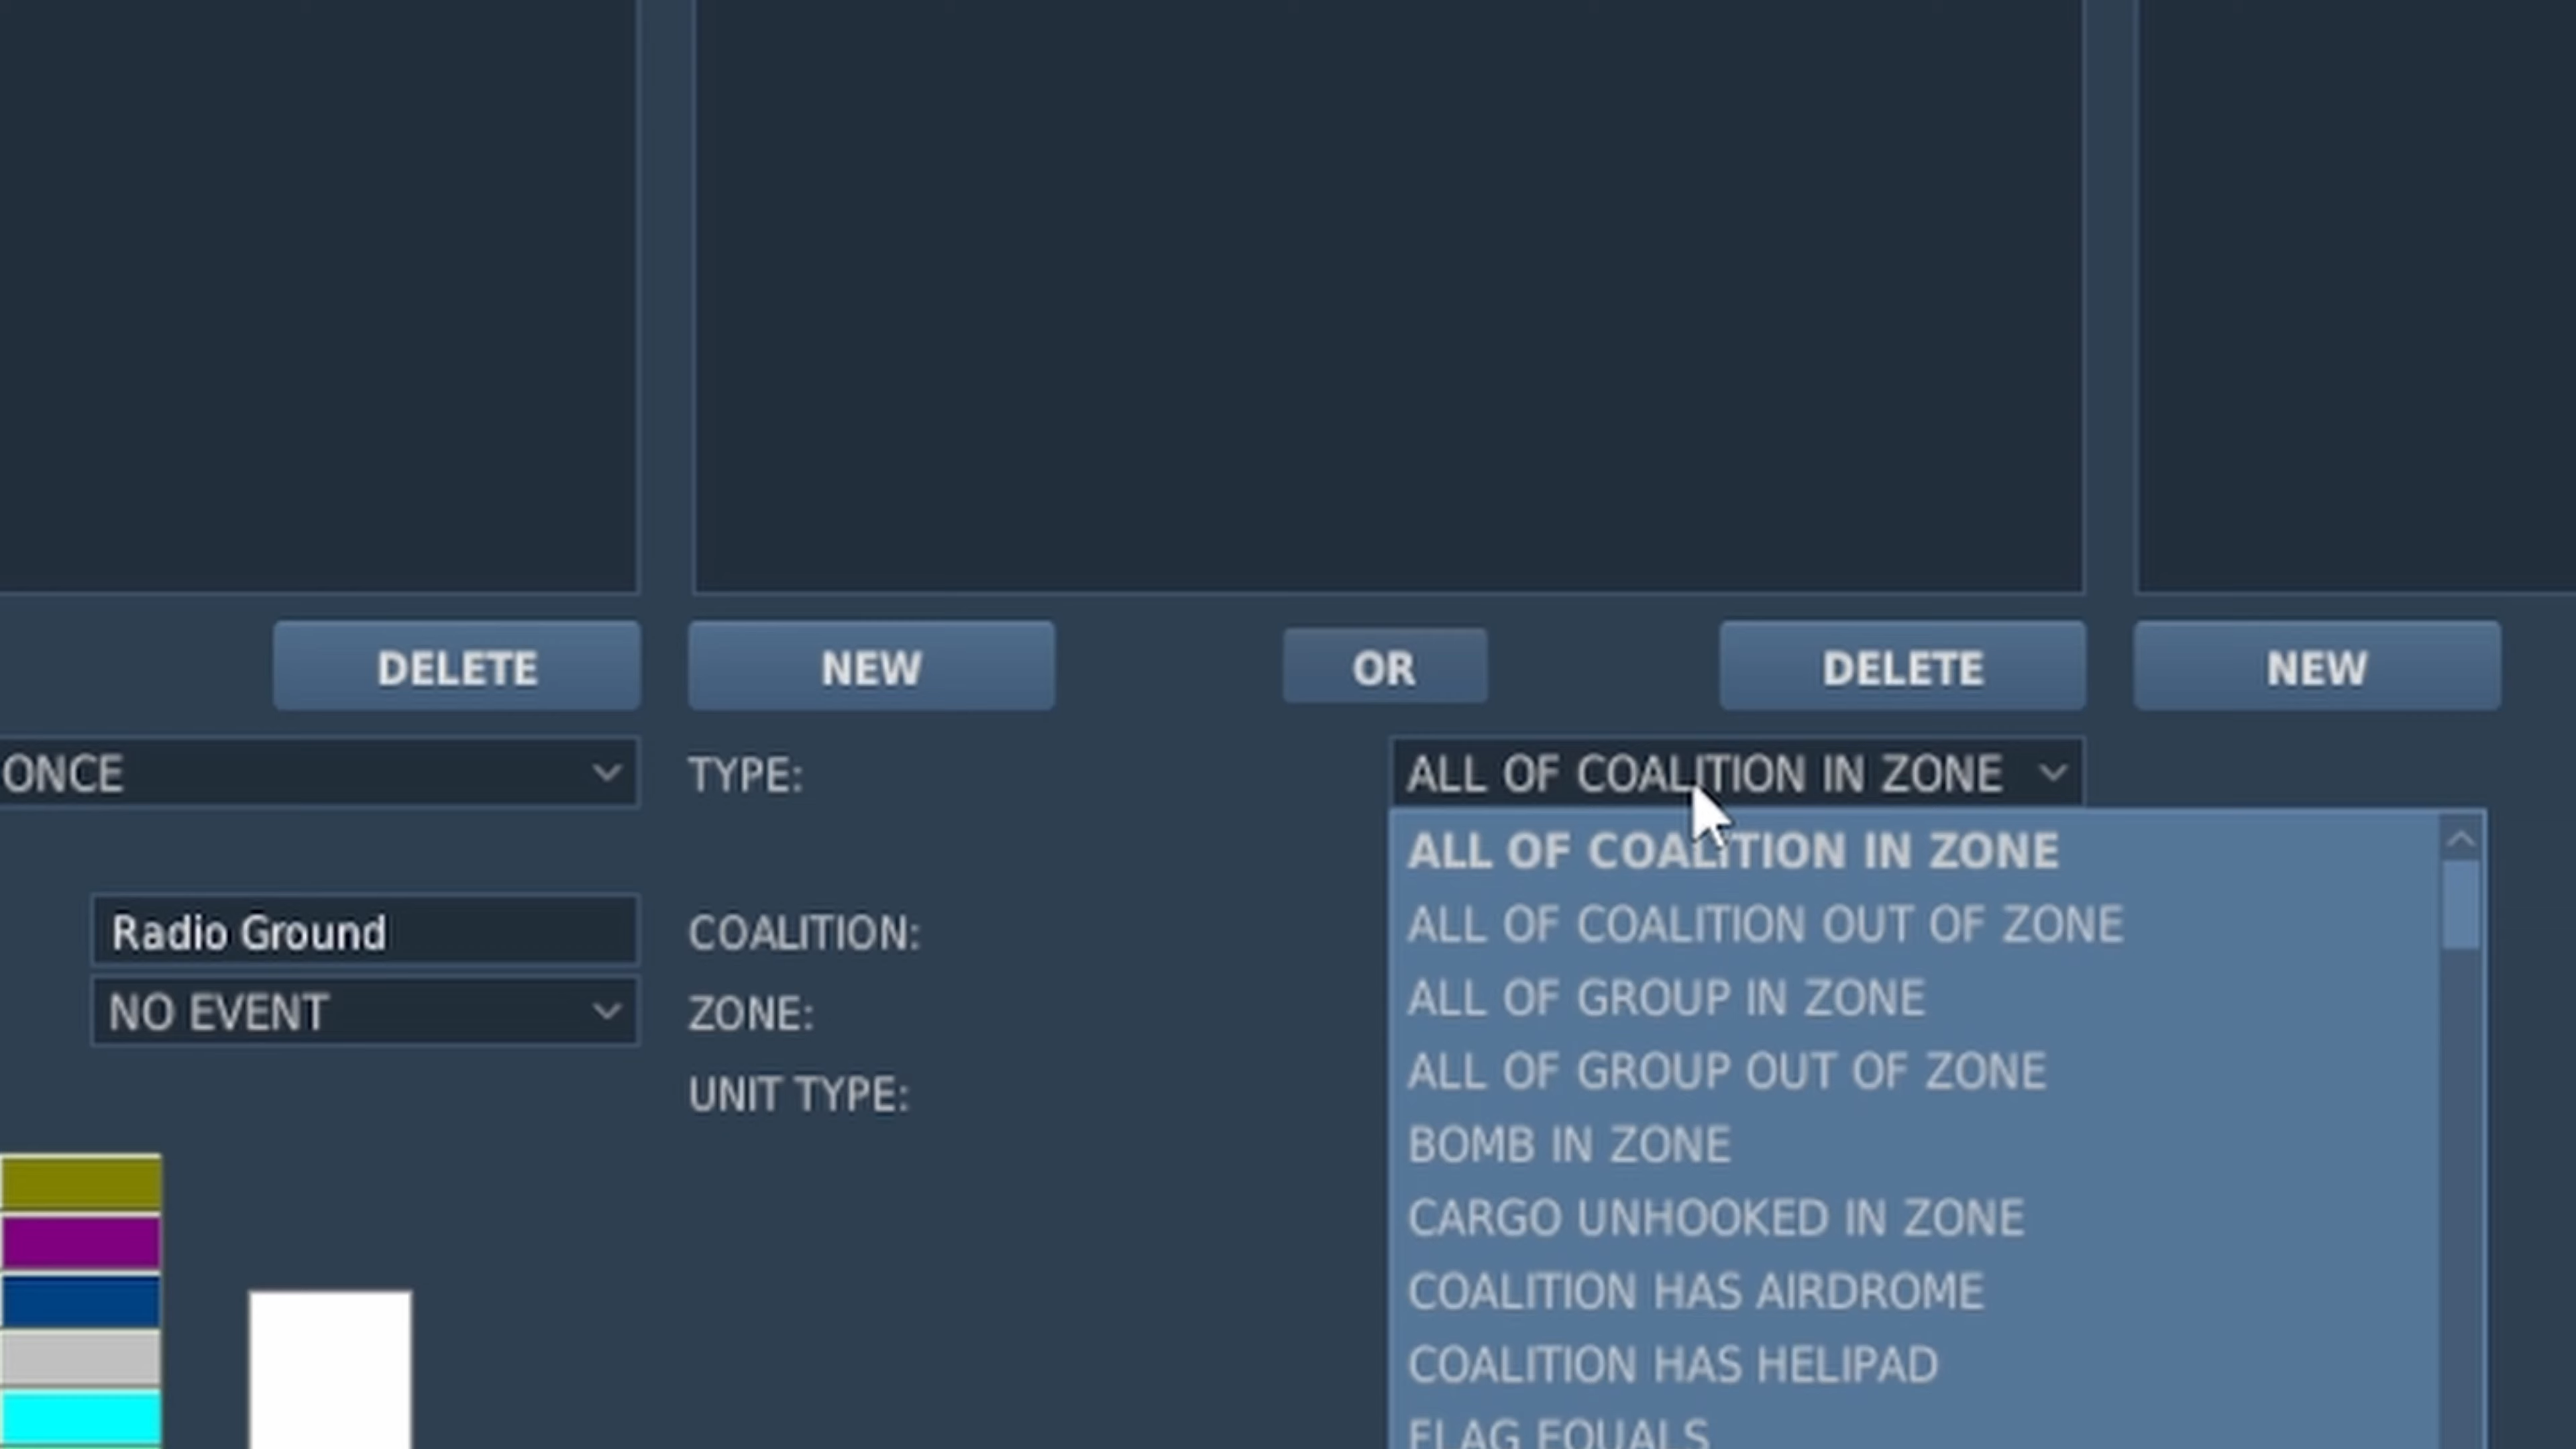 DELETE NEW OR DELETE NEW
ONCE TYPE: ALL OF COALITION IN ZONE
ALL OF COALITION IN ZONE
Radio Ground COALITION: ALL OF COALITION OUT OF ZONE
ALL OF GROUP IN ZONE
NO EVENT ZONE:
ALL OF GROUP OUT OF ZONE
UNIT TYPE:
BOMB IN ZONE
CARGO UNHOOKED IN ZONE
COALITION HAS AIRDROME
COALITION HAS HELIPAD
FLAG EQUALS